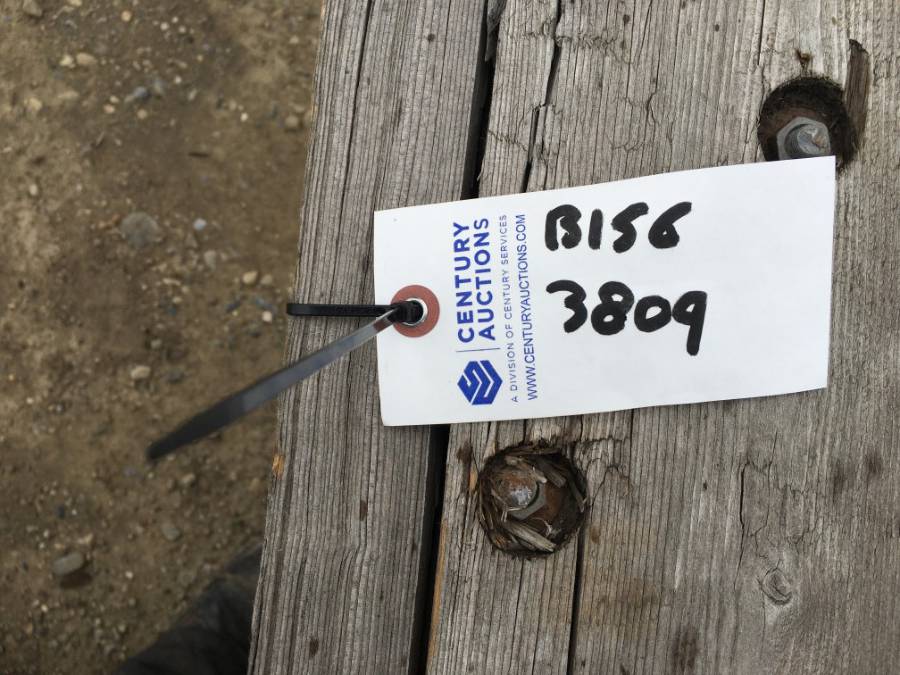 CENTURY
AUCTIONS
A DIVISION OF CENTURY SERVICES
WWW.CENTURYAUCTIONS.COM
B156
3809